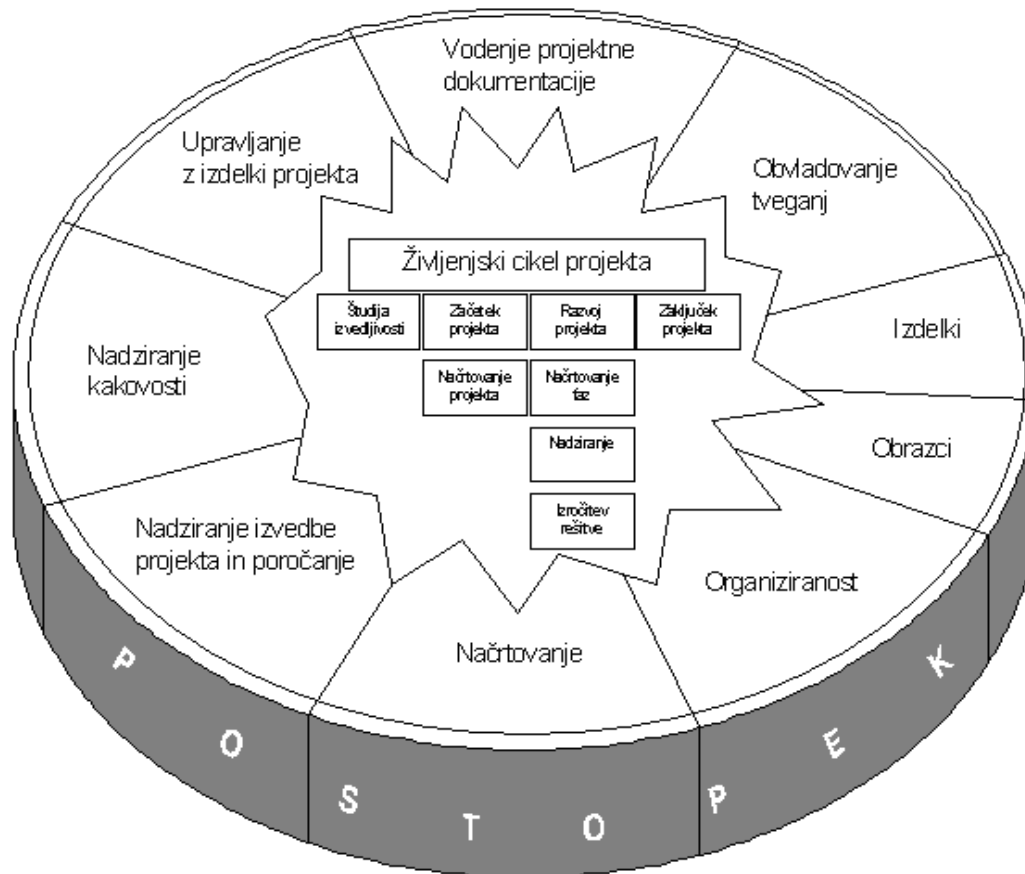 Vodenje projektne
dokumentacije
Upravljanje
z izdelki projekta
Obvladovanje
tveganj
Življenjski cikel projekta
Študija
izvedljivosti
Začetek
projekta
Razvoj
projekta
Zaključek
projekta
Izdelki
Nadziranje
kakovosti
Načrtovanje
projekta
Načrtovanje
faz
Nadziranje
Obrazci
Izročitev
rešitve
Nadziranje izvedbe
projekta in poročanje
Organiziranost
Načrtovanje
POSTOPEK